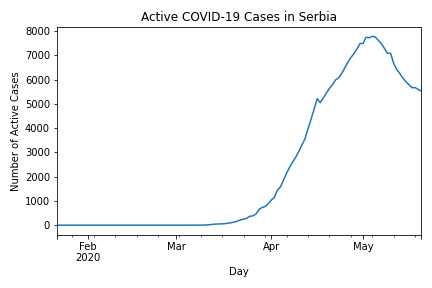 Active COVID-19 Cases in Serbia
Number of Active Cases
8000
7000
6000
5000
4000
3000
2000
1000
0
Feb
2020
Mar
Apr
May
Day